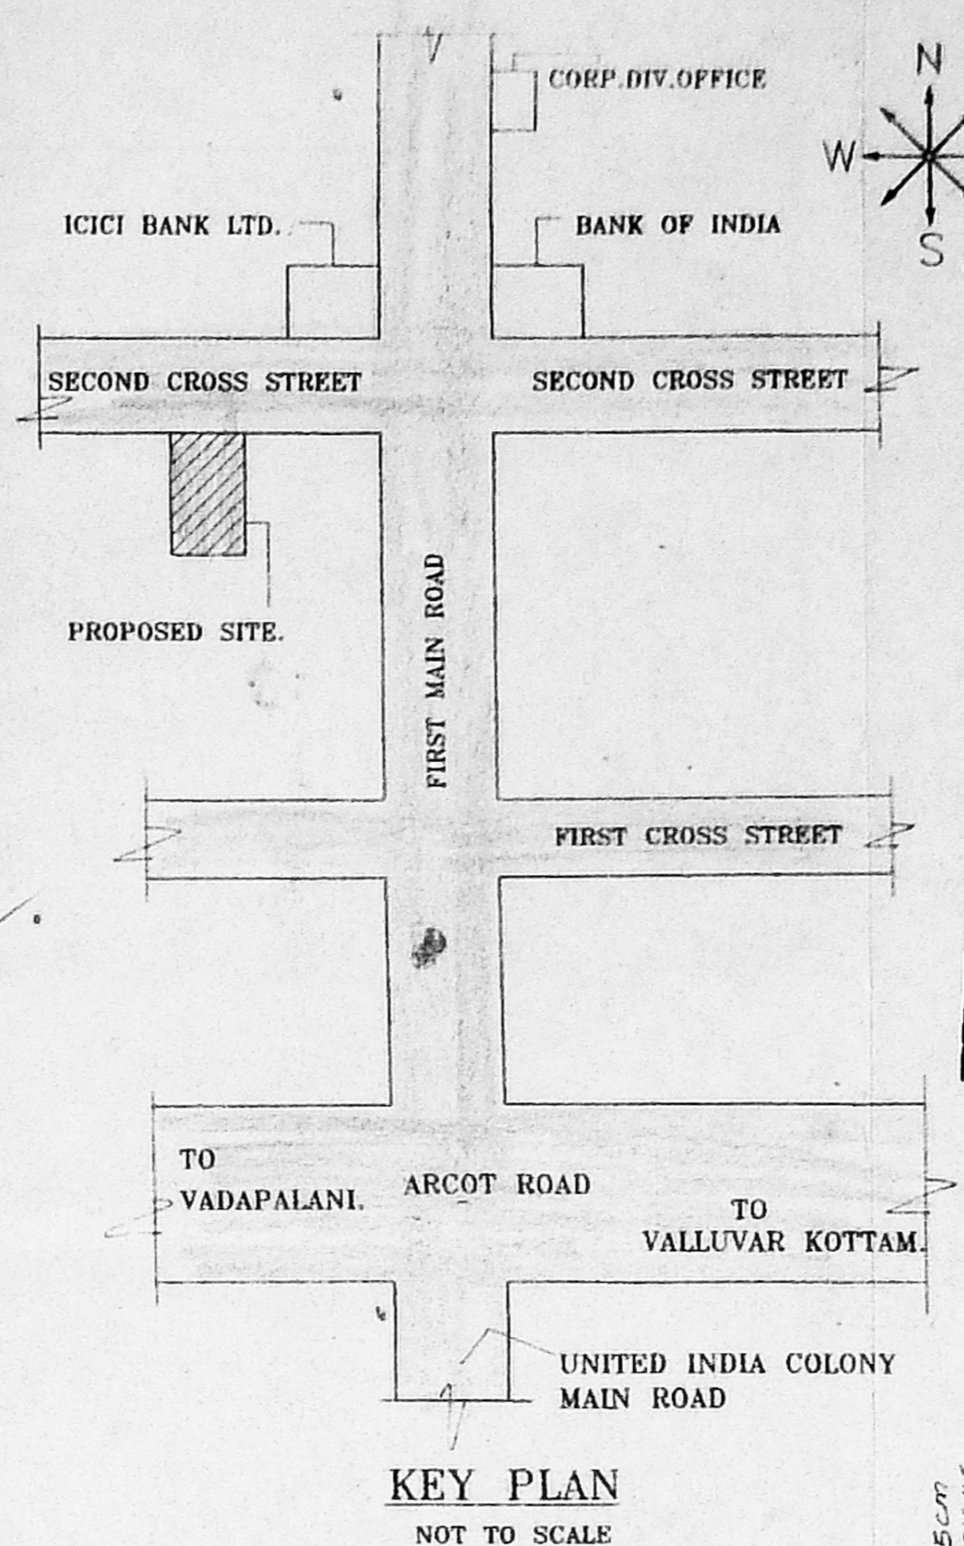 CORP.DIV.OFFICE
N
W
S
ICICI BANK LTD.
BANK OF INDIA
SECOND CROSS STREET
SECOND CROSS STREET
PROPOSED SITE.
FIRST MAIN ROAD
FIRST CROSS STREET
TO
VADAPALANI.
ARCOT ROAD
TO
VALLUVAR KOTTAM.
UNITED INDIA COLONY
MAIN ROAD
KEY PLAN
NOT TO SCALE
5cm